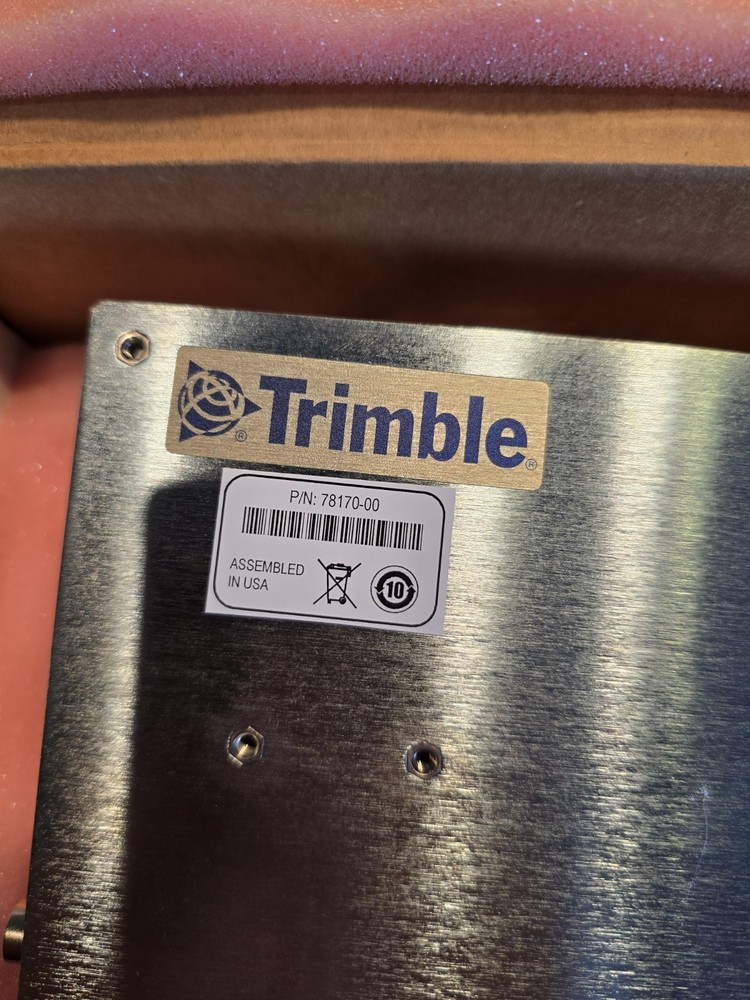 Trimble®
®
P/N: 78170-00
ASSEMBLED
IN USA
10